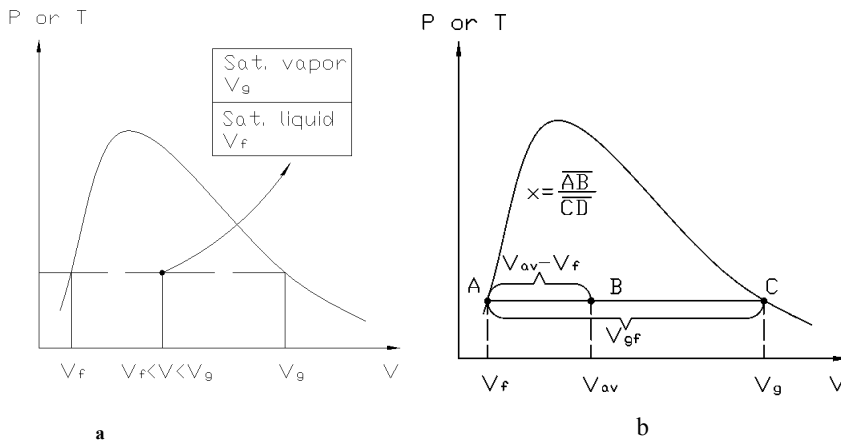 P or T
Sat. vapor
Vg
Sat. liquid
Vf
Vf
Vf<V<Vg
Vg
V
a
P or T
x=AB/CD
Vav-Vf
A
B
C
Vgf
Vf
Vav
Vg
V
b